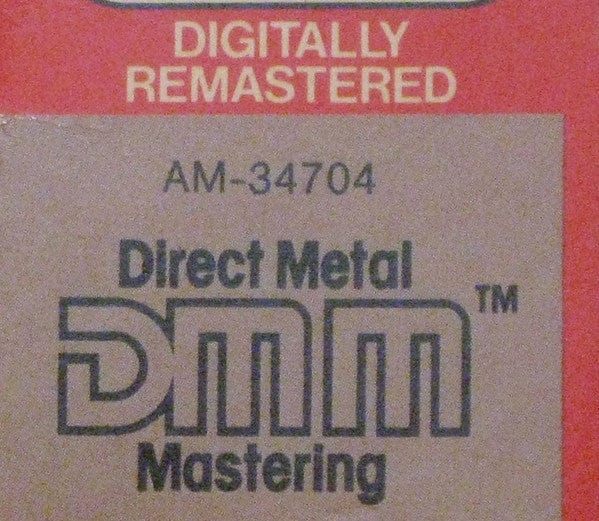 DIGITALLY
REMASTERED
AM-34704
Direct Metal
DMM™
Mastering